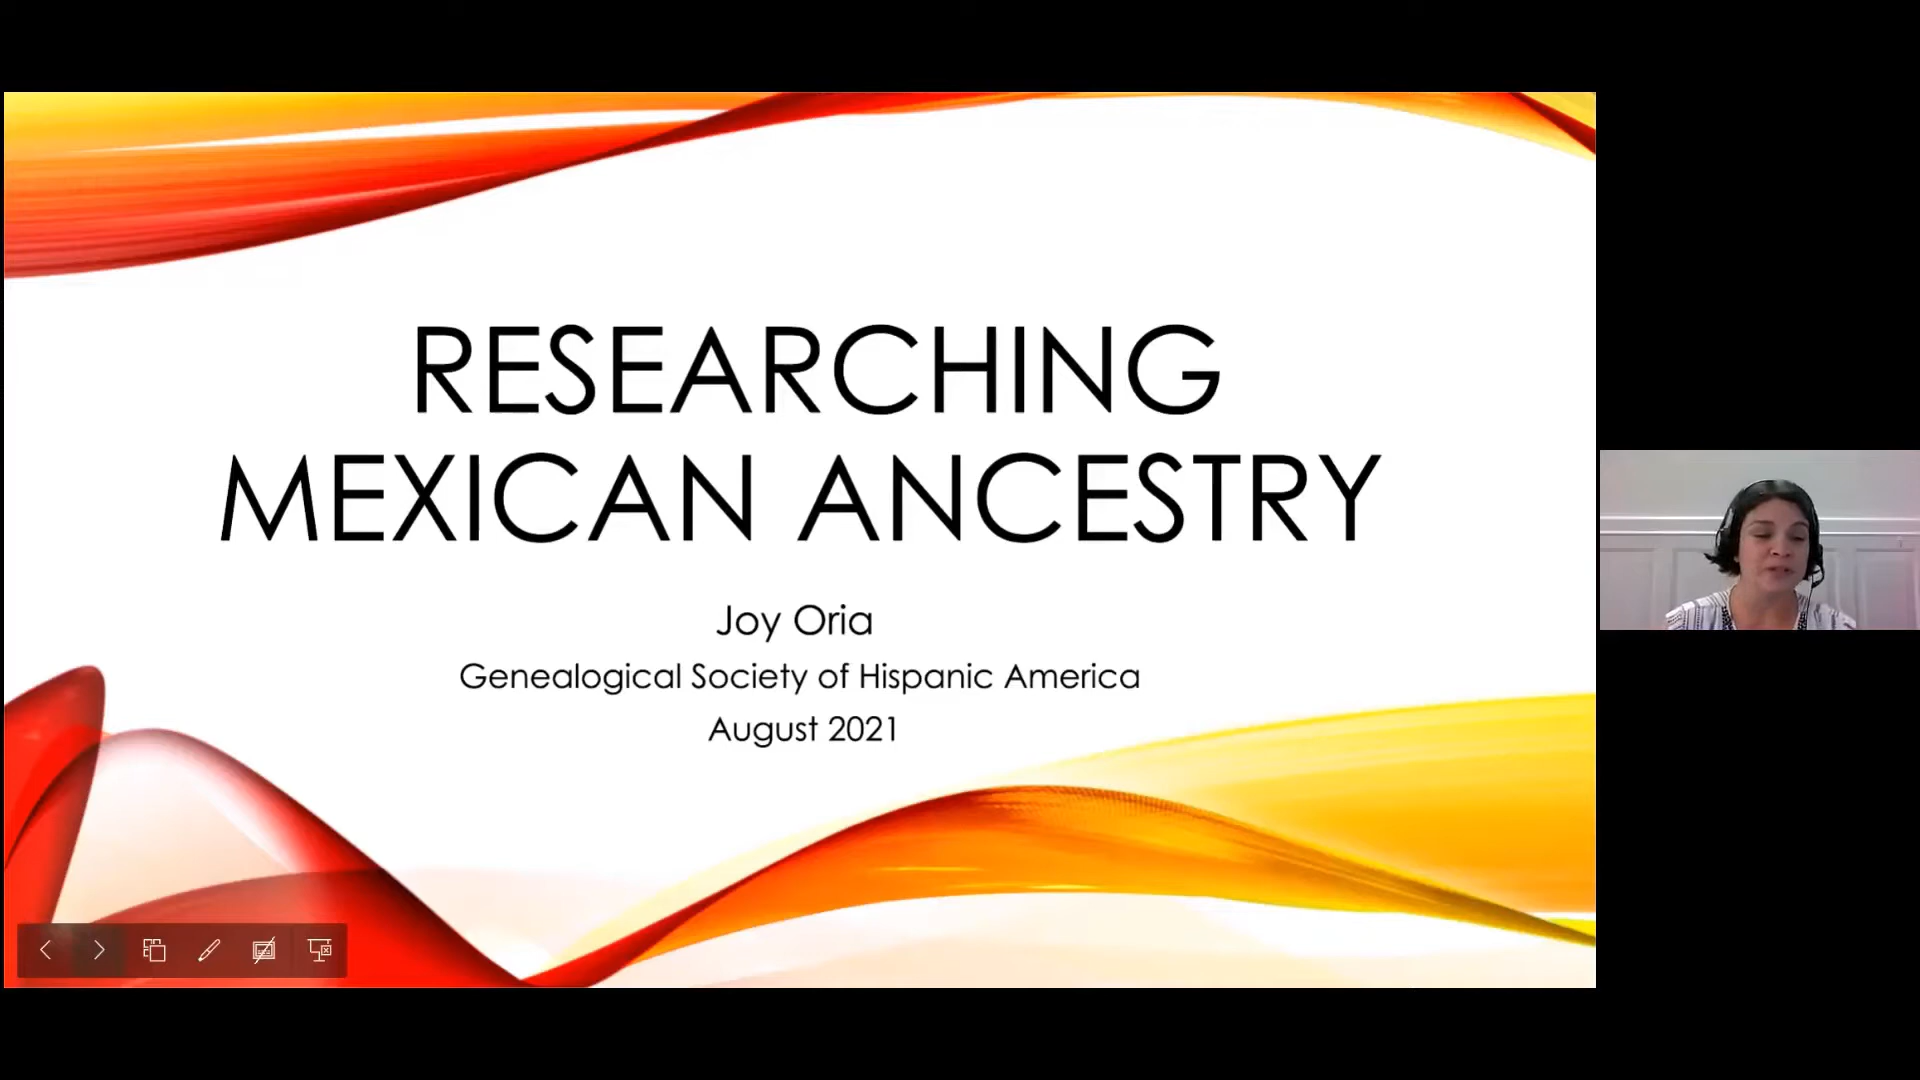 RESEARCHING
MEXICAN ANCESTRY
Joy Oria
Genealogical Society of Hispanic America
August 2021